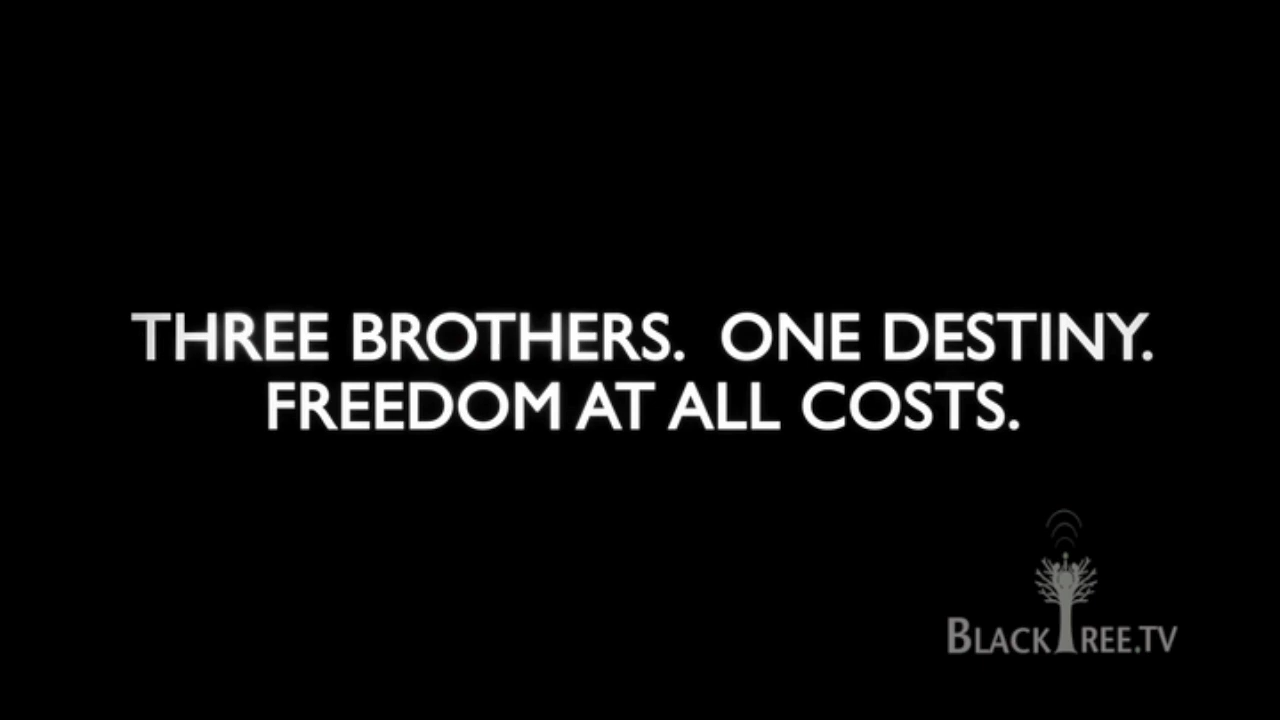 THREE BROTHERS. ONE DESTINY.
FREEDOM AT ALL COSTS.
BLACKTREE.TV